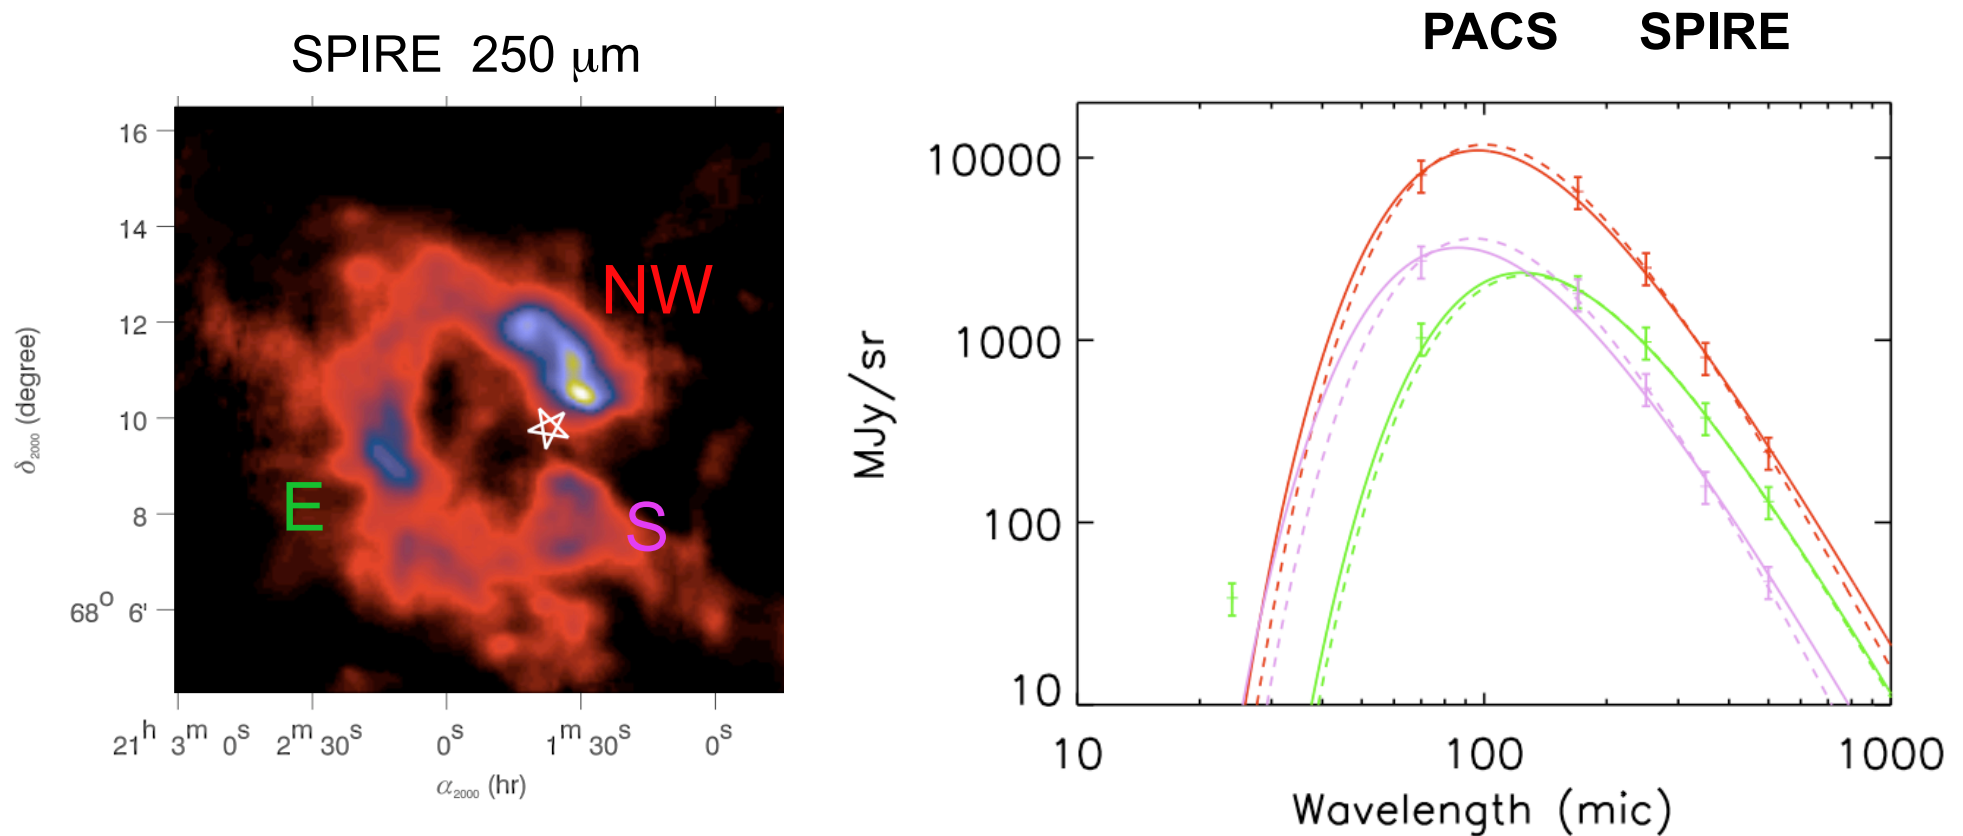 SPIRE 250 μm
16
14
12
10
8
68° 6'
NW
E
S
δ2000 (degree)
21h 3m 0s 2m 30s 0s 1m 30s 0s
α2000 (hr)
PACS SPIRE
10000
1000
100
10
MJy/sr
10 100 1000
Wavelength (mic)